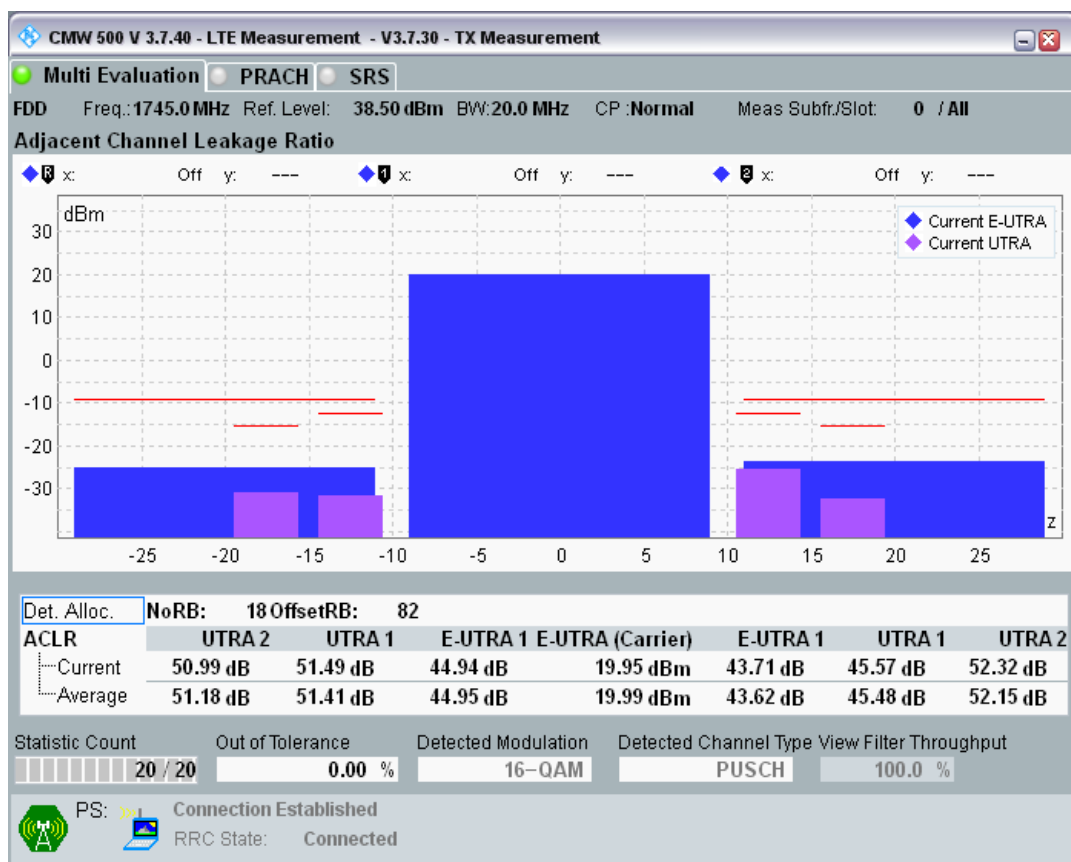 CMW 500 V 3.7.40 - LTE Measurement - V3.7.30 - TX Measurement
Multi Evaluation PRACH SRS
FDD Freq.: 1745.0 MHz Ref. Level: 38.50 dBm BW: 20.0 MHz CP : Normal Meas Subfr./Slot: 0 / All
Adjacent Channel Leakage Ratio
R x: Off y: --- 1 x: Off y: --- 2 x: Off y: ---
dBm
Current E-UTRA
Current UTRA
30
20
10
0
-10
-20
-30
z
-25 -20 -15 -10 -5 0 5 10 15 20 25
Det. Alloc. NoRB: 18 OffsetRB: 82
ACLR UTRA 2 UTRA 1 E-UTRA 1 E-UTRA (Carrier) E-UTRA 1 UTRA 1 UTRA 2
Current 50.99 dB 51.49 dB 44.94 dB 19.95 dBm 43.71 dB 45.57 dB 52.32 dB
Average 51.18 dB 51.41 dB 44.95 dB 19.99 dBm 43.62 dB 45.48 dB 52.15 dB
Statistic Count Out of Tolerance Detected Modulation Detected Channel Type View Filter Throughput
20 / 20 0.00 % 16-QAM PUSCH 100.0 %
PS: Connection Established
RRC State: Connected